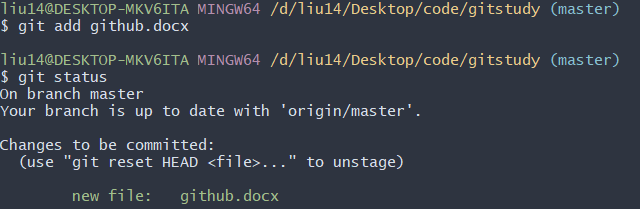 liu14@DESKTOP-MKV6ITA MINGW64 /d/liu14/Desktop/code/gitstudy (master)
$ git add github.docx
liu14@DESKTOP-MKV6ITA MINGW64 /d/liu14/Desktop/code/gitstudy (master)
$ git status
On branch master
Your branch is up to date with 'origin/master'.
Changes to be committed:
  (use "git reset HEAD <file>..." to unstage)
        new file:   github.docx